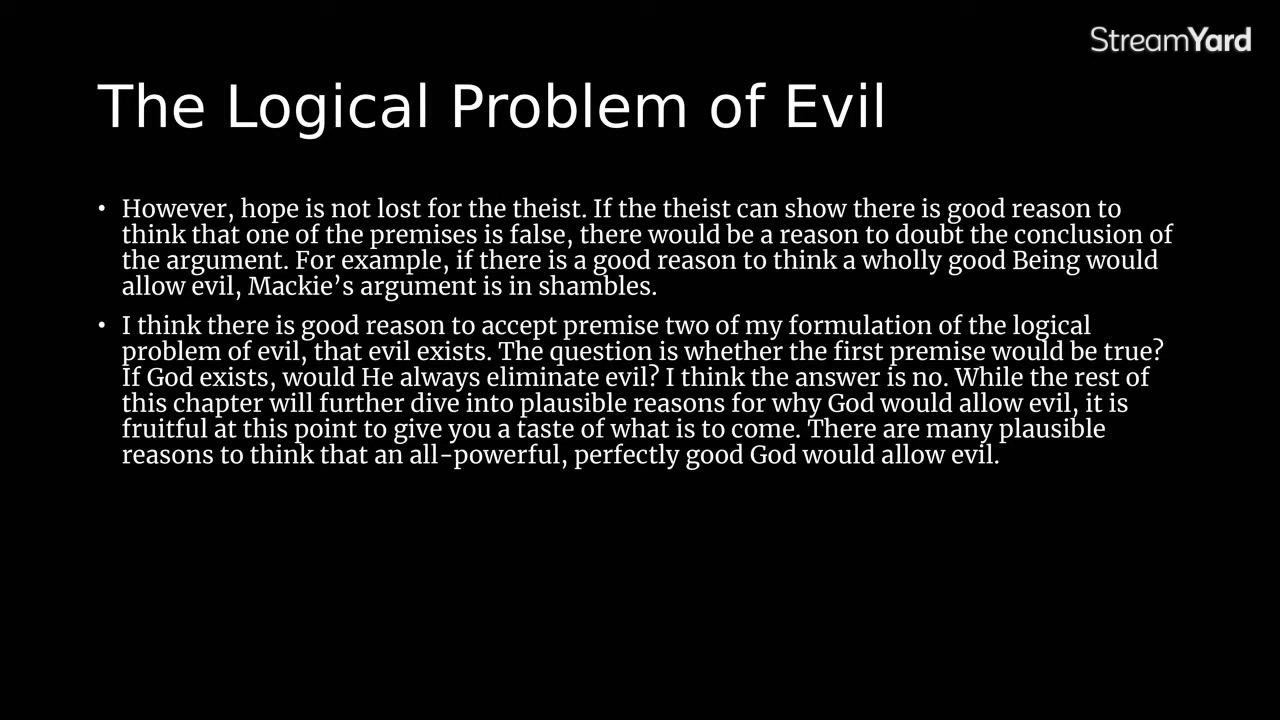 StreamYard
The Logical Problem of Evil
• However, hope is not lost for the theist. If the theist can show there is good reason to
think that one of the premises is false, there would be a reason to doubt the conclusion of
the argument. For example, if there is a good reason to think a wholly good Being would
allow evil, Mackie’s argument is in shambles.
• I think there is good reason to accept premise two of my formulation of the logical
problem of evil, that evil exists. The question is whether the first premise would be true?
If God exists, would He always eliminate evil? I think the answer is no. While the rest of
this chapter will further dive into plausible reasons for why God would allow evil, it is
fruitful at this point to give you a taste of what is to come. There are many plausible
reasons to think that an all-powerful, perfectly good God would allow evil.